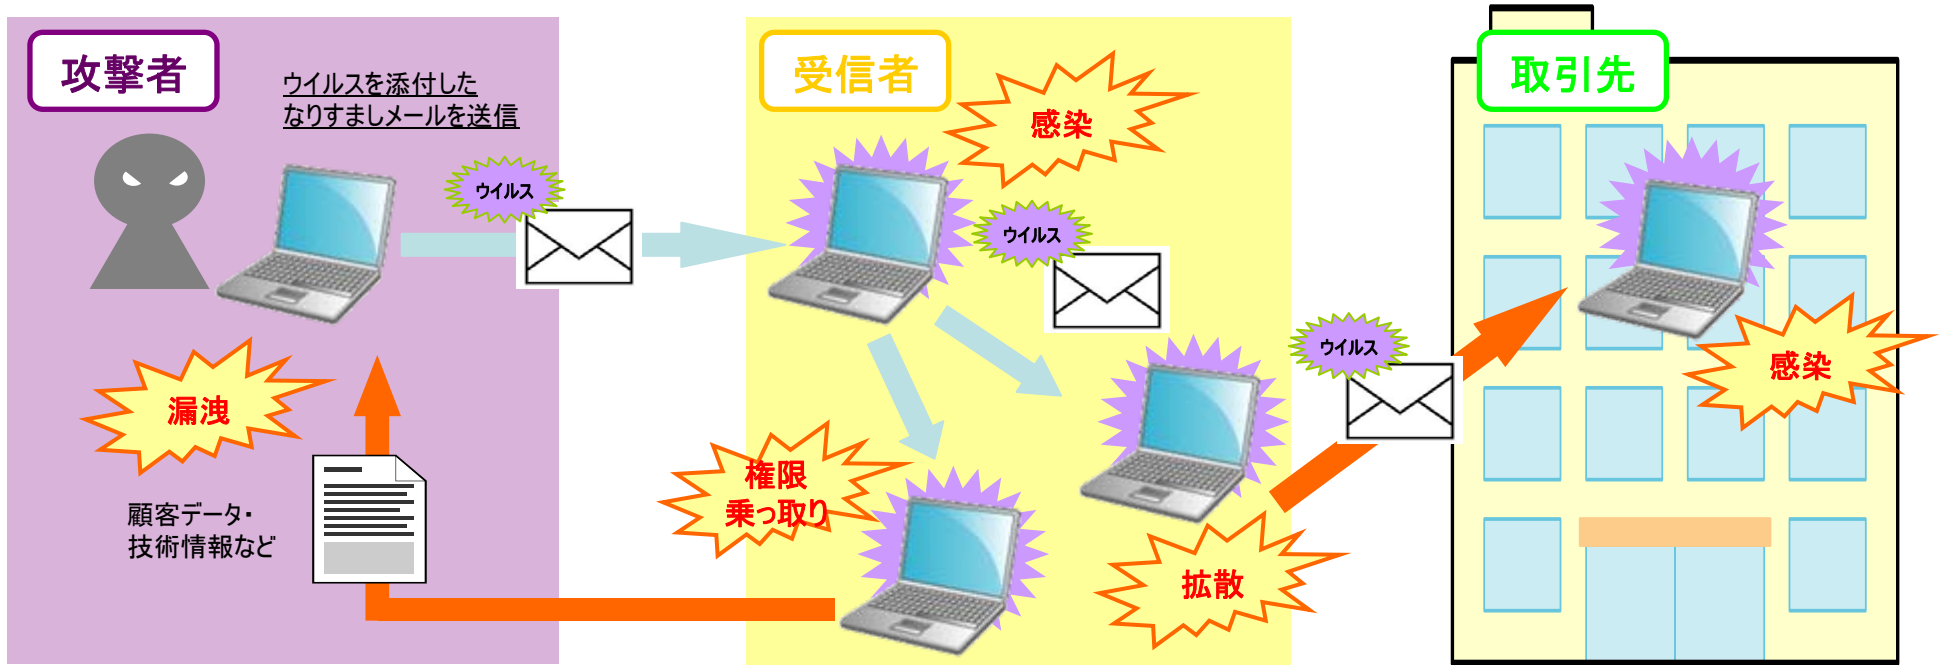 攻撃者
ウイルスを添付した
なりすましメールを送信
ウイルス
漏洩
顧客データ・
技術情報など
受信者
感染
ウイルス
権限
乗っ取り
拡散
ウイルス
取引先
感染